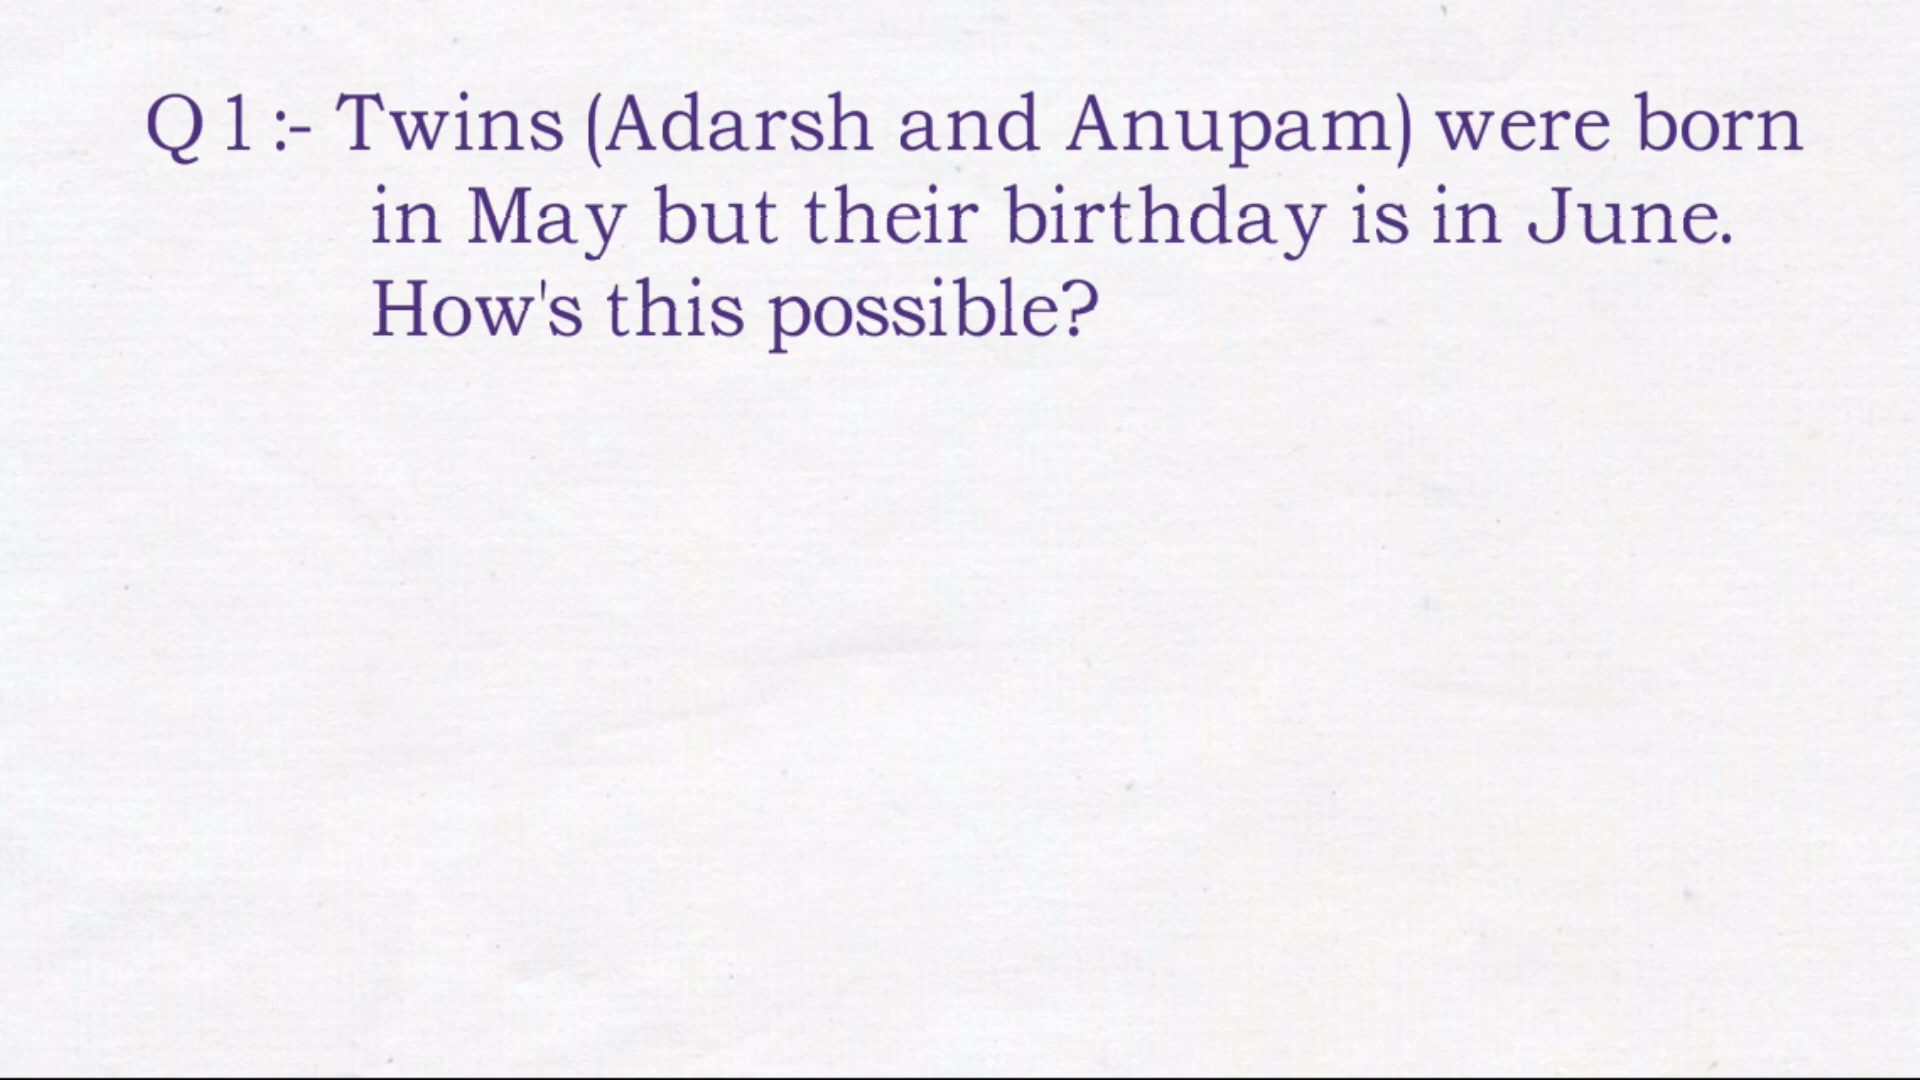 Q 1 :- Twins (Adarsh and Anupam) were born
in May but their birthday is in June.
How's this possible?